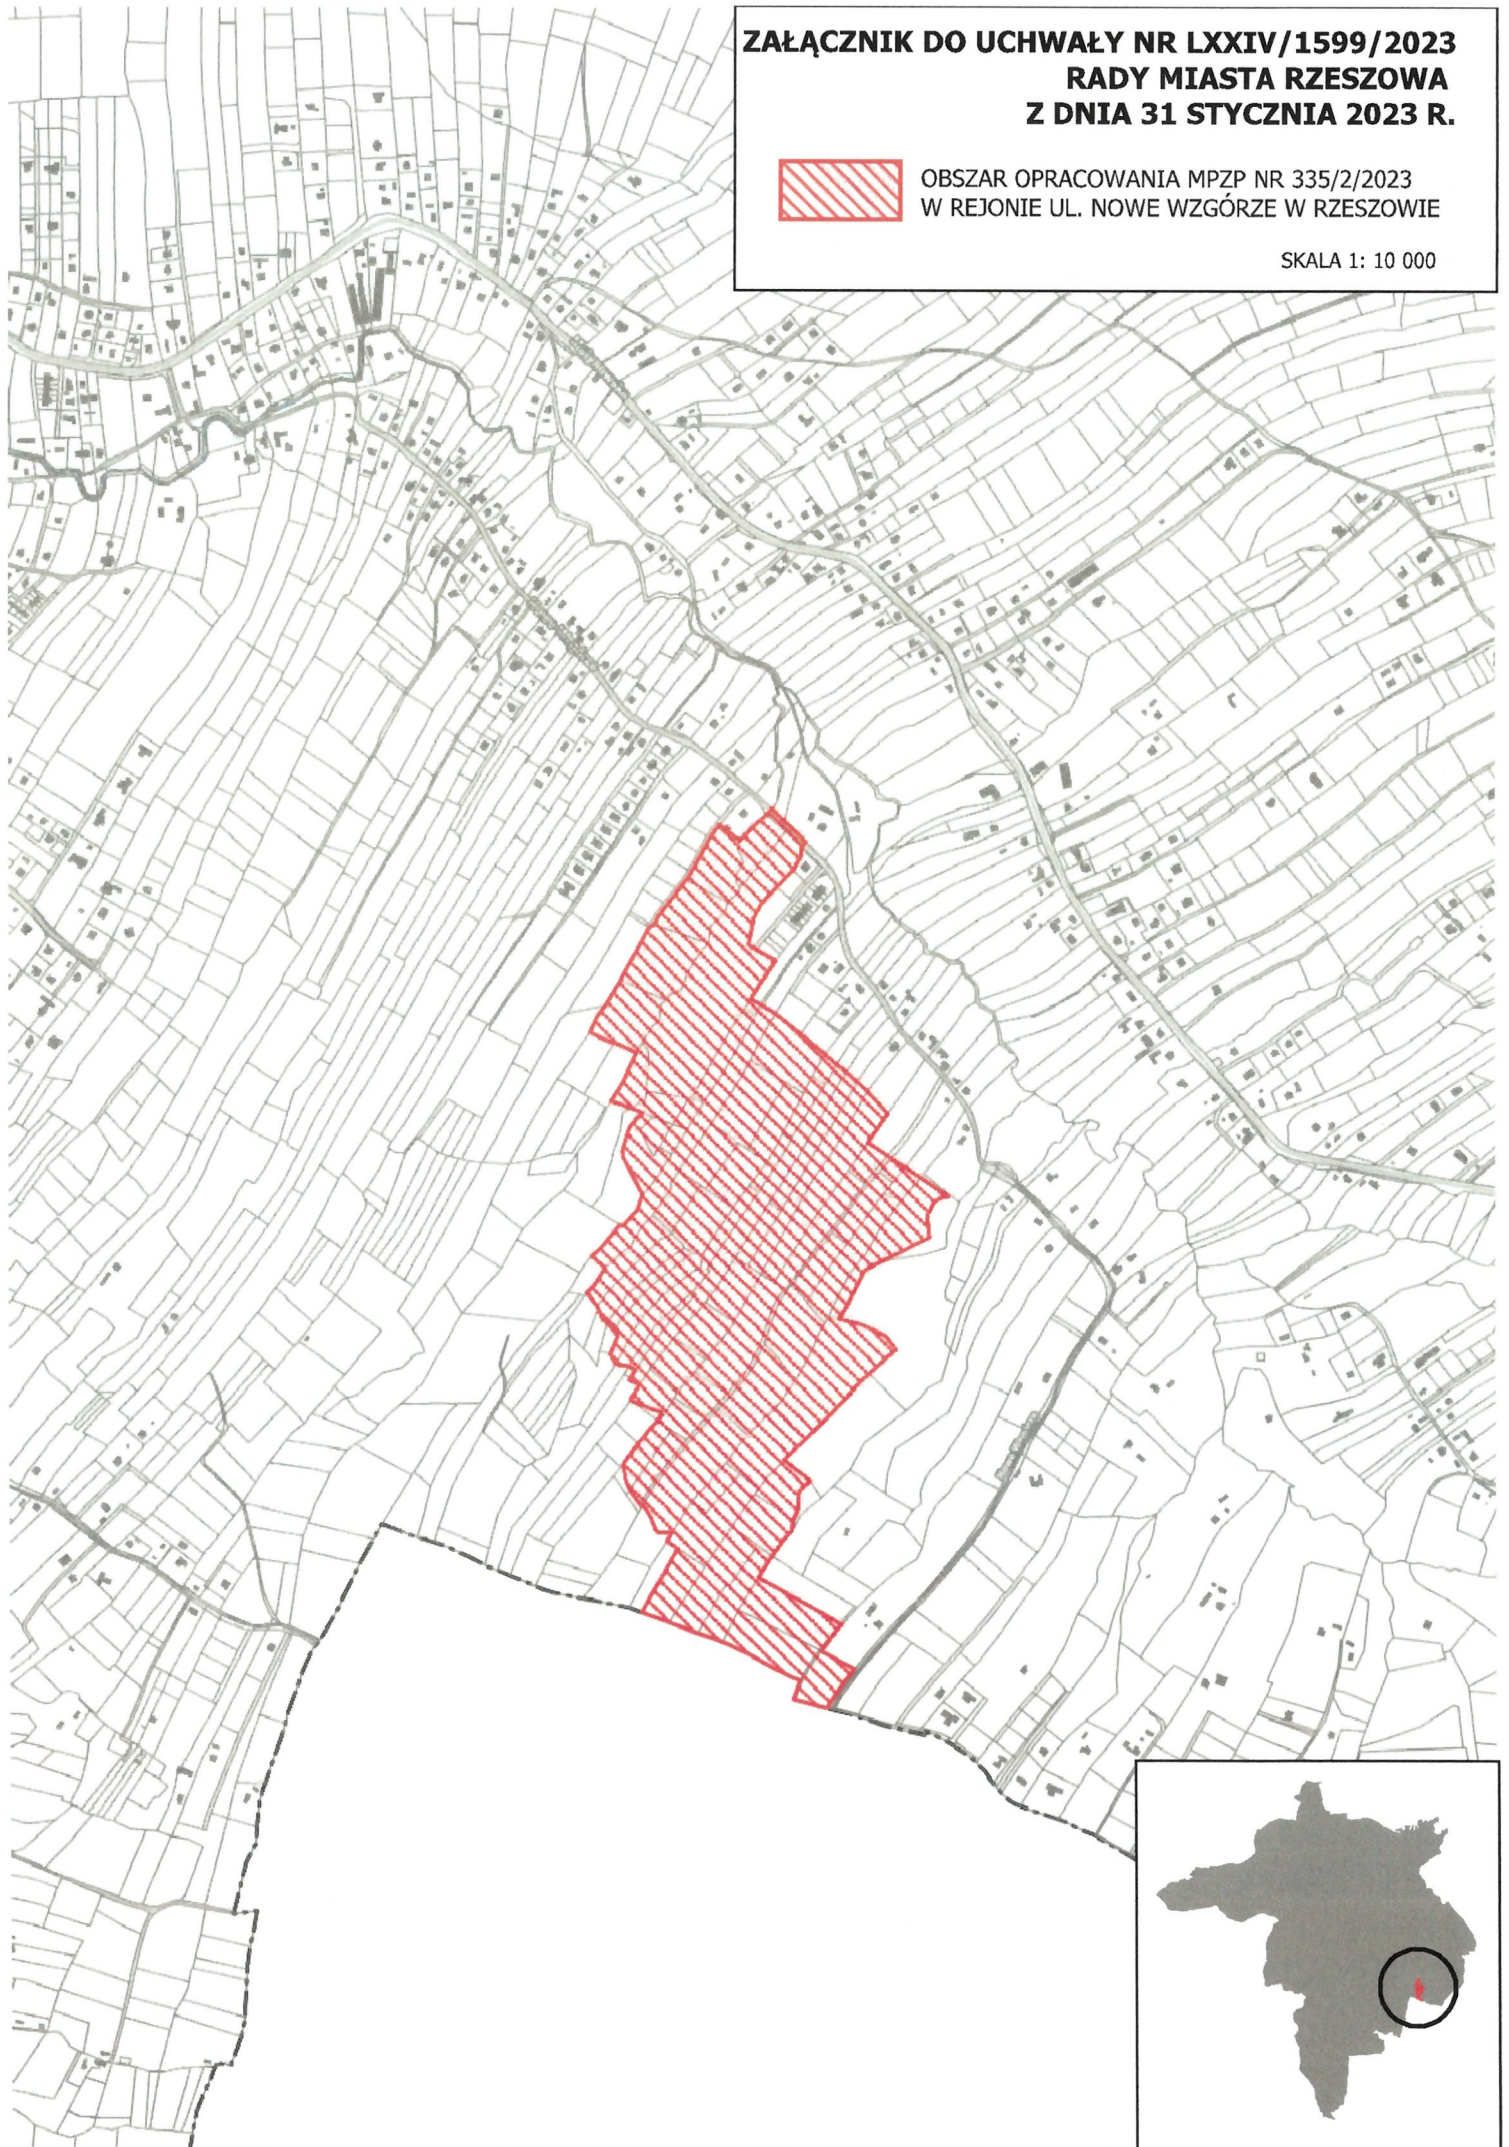 ZAŁĄCZNIK DO UCHWAŁY NR LXXIV/1599/2023
RADY MIASTA RZESZOWA
Z DNIA 31 STYCZNIA 2023 R.
OBSZAR OPRACOWANIA MPZP NR 335/2/2023
W REJONIE UL. NOWE WZGÓRZE W RZESZOWIE
SKALA 1: 10 000